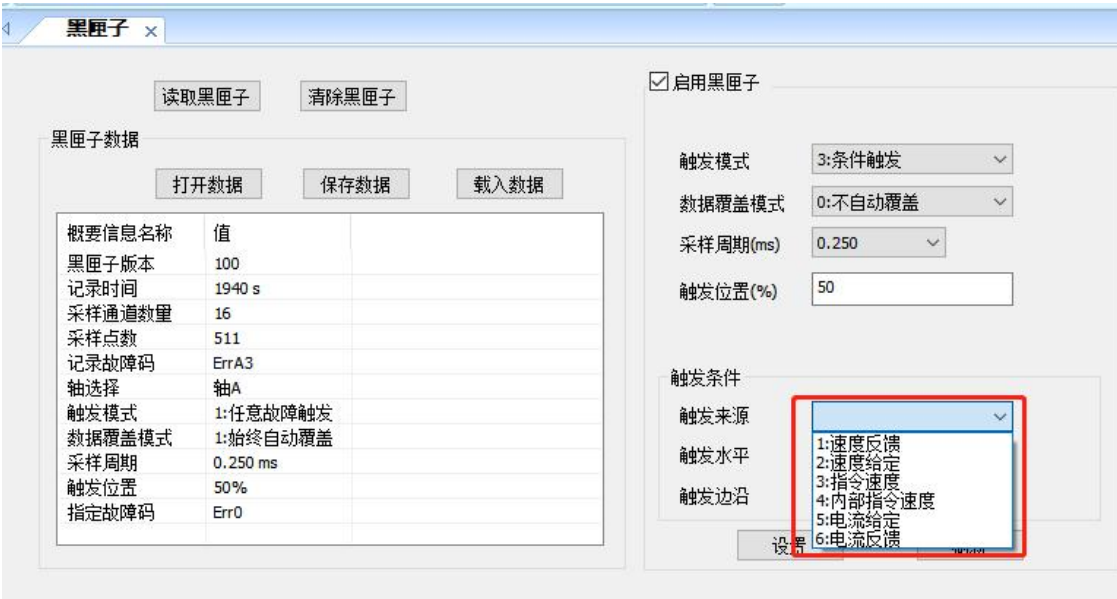 黑匣子
读取黑匣子 清除黑匣子
黑匣子数据
打开数据 保存数据 载入数据
概要信息名称 值
黑匣子版本 100
记录时间 1940 s
采样通道数量 16
采样点数 511
记录故障码 ErrA3
轴选择 轴A
触发模式 1:任意故障触发
数据覆盖模式 1:始终自动覆盖
采样周期 0.250 ms
触发位置 50%
指定故障码 Err0
启用黑匣子
触发模式 3:条件触发
数据覆盖模式 0:不自动覆盖
采样周期(ms) 0.250
触发位置(%) 50
触发条件
触发来源
触发水平
触发边沿
1:速度反馈
2:速度给定
3:指令速度
4:内部指令速度
5:电流给定
6:电流反馈
设置